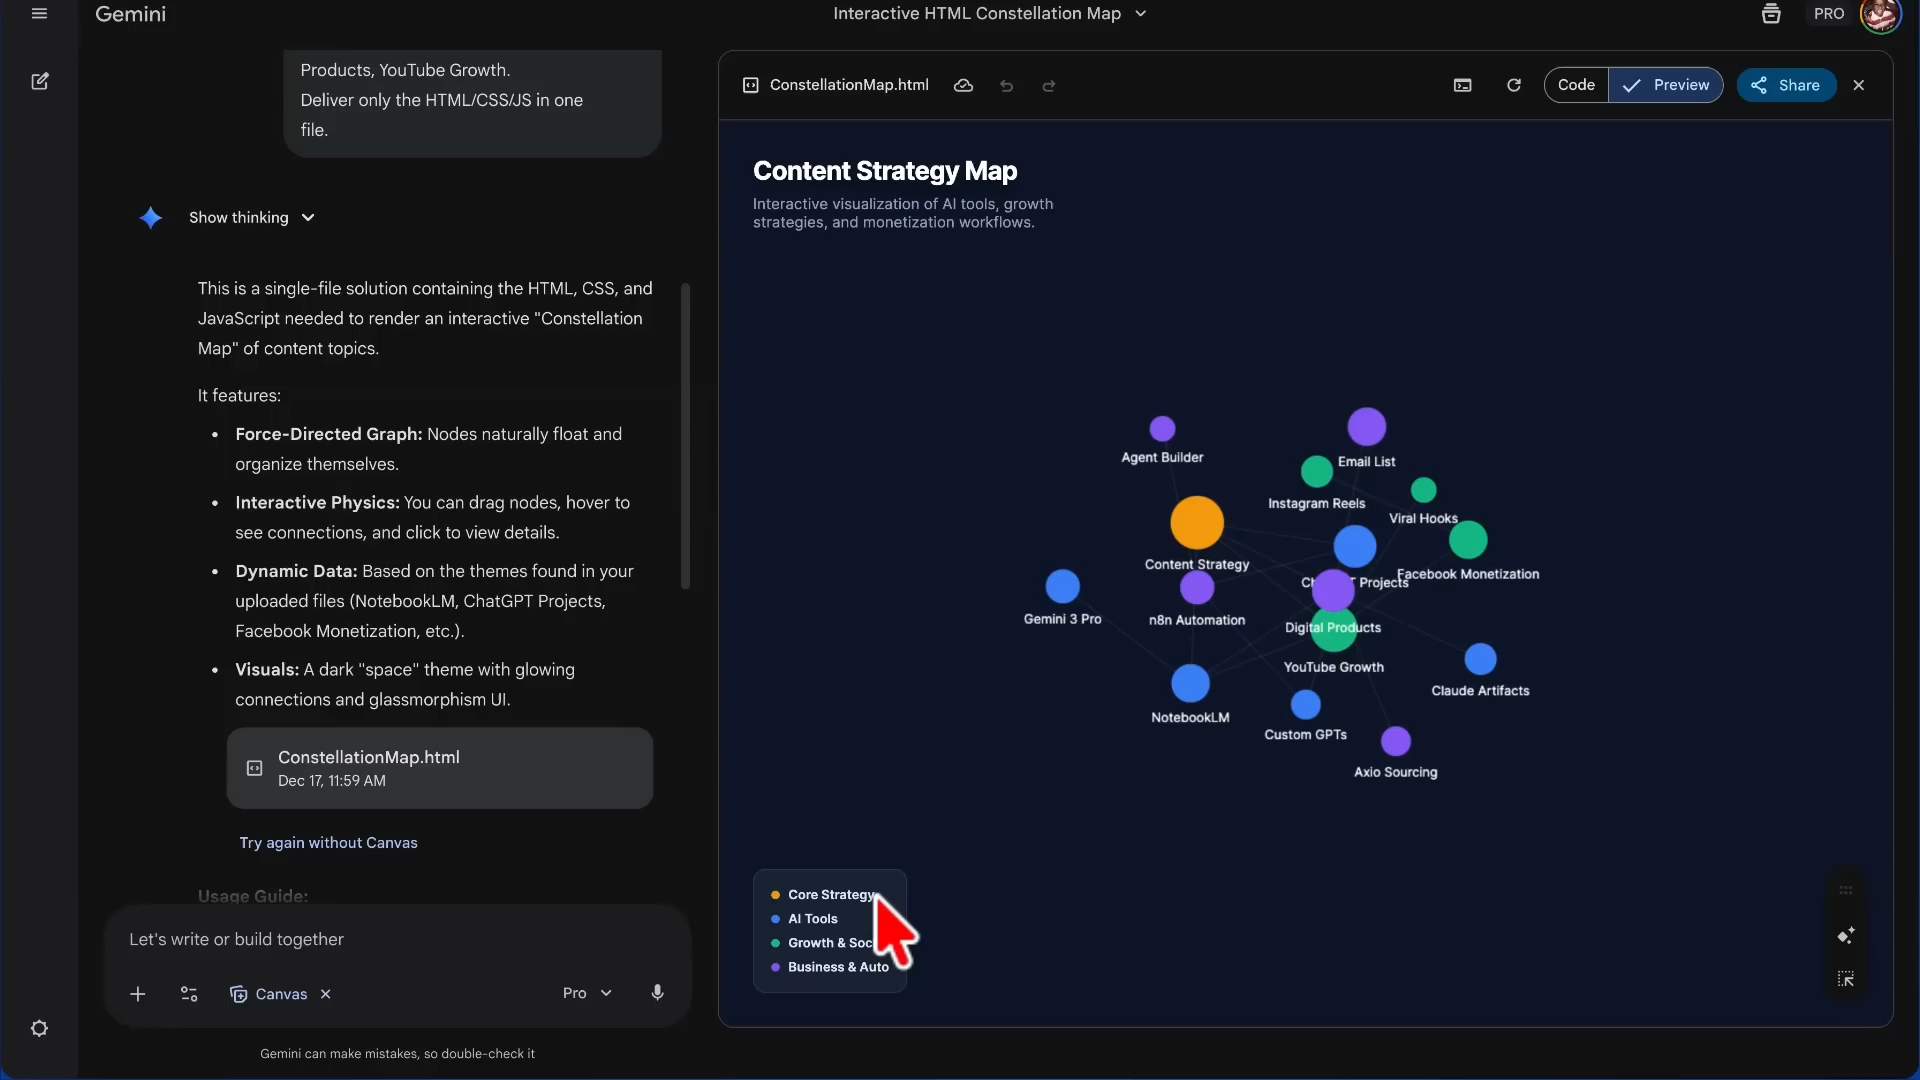 Gemini
Interactive HTML Constellation Map
PRO
Products, YouTube Growth.
Deliver only the HTML/CSS/JS in one
file.
Show thinking
This is a single-file solution containing the HTML, CSS, and
JavaScript needed to render an interactive "Constellation
Map" of content topics.
It features:
• Force-Directed Graph: Nodes naturally float and
organize themselves.
• Interactive Physics: You can drag nodes, hover to
see connections, and click to view details.
• Dynamic Data: Based on the themes found in your
uploaded files (NotebookLM, ChatGPT Projects,
Facebook Monetization, etc.).
• Visuals: A dark "space" theme with glowing
connections and glassmorphism UI.
ConstellationMap.html
Dec 17, 11:59 AM
Try again without Canvas
Usage Guide:
Let's write or build together
Canvas
Pro
Gemini can make mistakes, so double-check it
ConstellationMap.html
Code
Preview
Share
Content Strategy Map
Interactive visualization of AI tools, growth
strategies, and monetization workflows.
Agent Builder
Email List
Instagram Reels
Viral Hooks
Content Strategy
Projects
Facebook Monetization
Gemini 3 Pro
n8n Automation
Digital Products
YouTube Growth
Claude Artifacts
NotebookLM
Custom GPTs
Axio Sourcing
Core Strategy
AI Tools
Growth &
Business & Auto